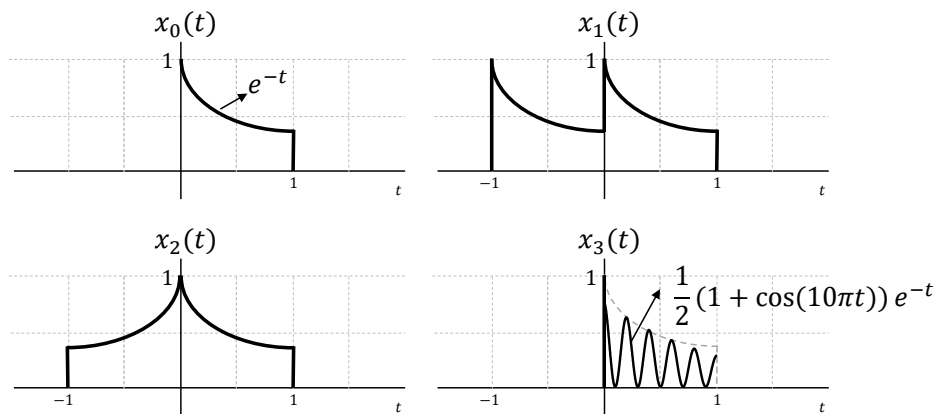 x₀(t)
1
e⁻ᵗ
1
t
x₁(t)
1
−1
1
t
x₂(t)
1
−1
1
t
x₃(t)
1
1/2 (1 + cos(10πt)) e⁻ᵗ
1
t